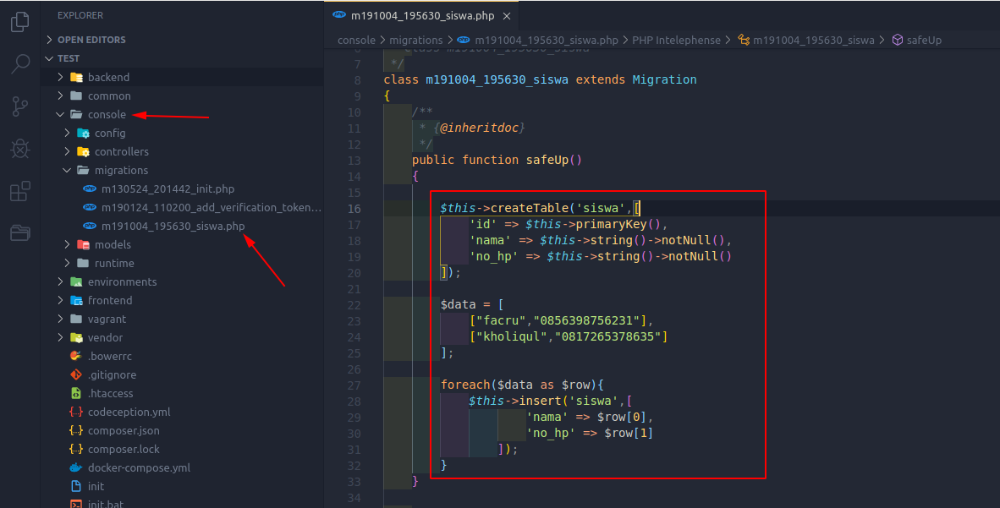 EXPLORER
OPEN EDITORS
TEST
backend
common
console
config
controllers
migrations
m130524_201442_init.php
m190124_110200_add_verification_token...
m191004_195630_siswa.php
models
runtime
environments
frontend
vagrant
vendor
.bowerrc
.gitignore
.htaccess
codeception.yml
composer.json
composer.lock
docker-compose.yml
init
init.bat
m191004_195630_siswa.php
console > migrations > m191004_195630_siswa.php > PHP Intelephense > m191004_195630_siswa > safeUp
6 * Class m191004_195630_siswa
7 */
8 class m191004_195630_siswa extends Migration
9 {
10 /**
11 * {@inheritdoc}
12 */
13 public function safeUp()
14 {
15
16 $this->createTable('siswa',[
17 'id' => $this->primaryKey(),
18 'nama' => $this->string()->notNull(),
19 'no_hp' => $this->string()->notNull()
20 ]);
21
22 $data = [
23 ["facru","0856398756231"],
24 ["kholiqul","0817265378635"]
25 ];
26
27 foreach($data as $row){
28 $this->insert('siswa',[
29 'nama' => $row[0],
30 'no_hp' => $row[1]
31 ]);
32 }
33 }
34